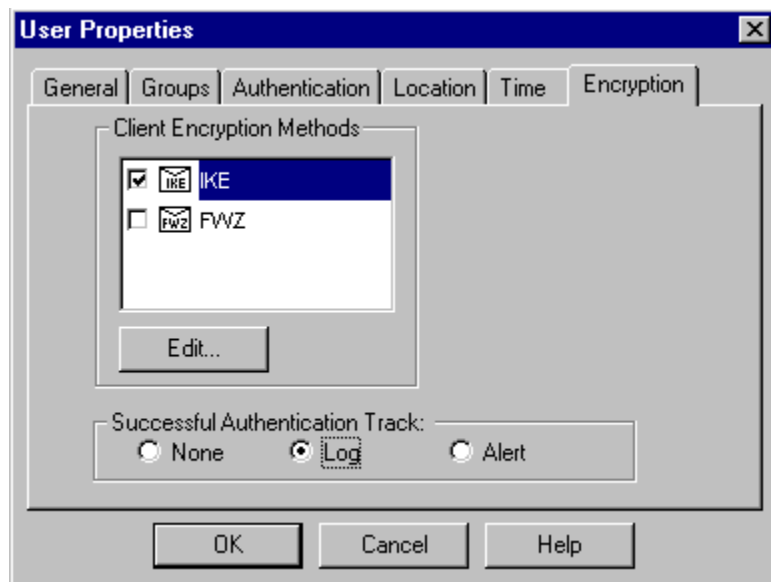 User Properties
General Groups Authentication Location Time Encryption
Client Encryption Methods
IKE IKE
FWZ FWZ
Edit...
Successful Authentication Track:
None Log Alert
OK Cancel Help